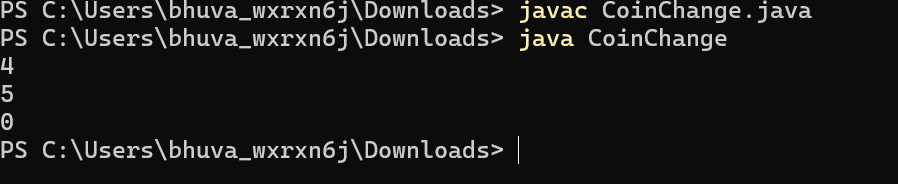 PS C:\Users\bhuva_wxrxn6j\Downloads> javac CoinChange.java
PS C:\Users\bhuva_wxrxn6j\Downloads> java CoinChange
4
5
0
PS C:\Users\bhuva_wxrxn6j\Downloads>